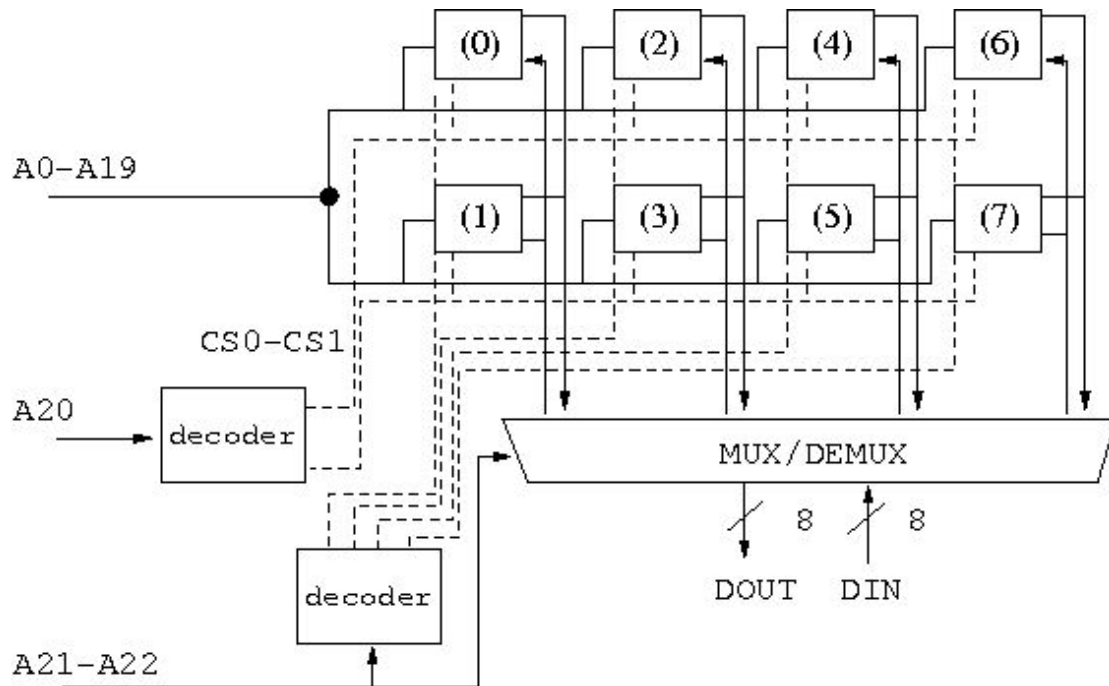 (0) (2) (4) (6)
A0-A19
(1) (3) (5) (7)
CS0-CS1
A20
decoder
MUX/DEMUX
8 8
decoder
DOUT DIN
A21-A22